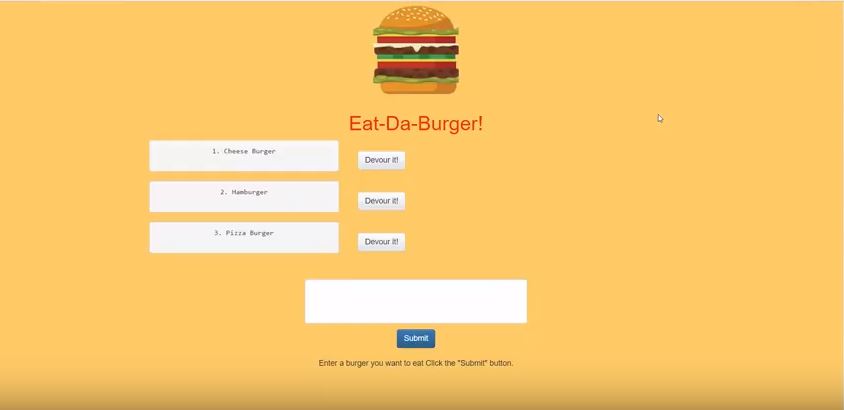 Eat-Da-Burger!
1. Cheese Burger
Devour it!
2. Hamburger
Devour it!
3. Pizza Burger
Devour it!
Submit
Enter a burger you want to eat Click the "Submit" button.